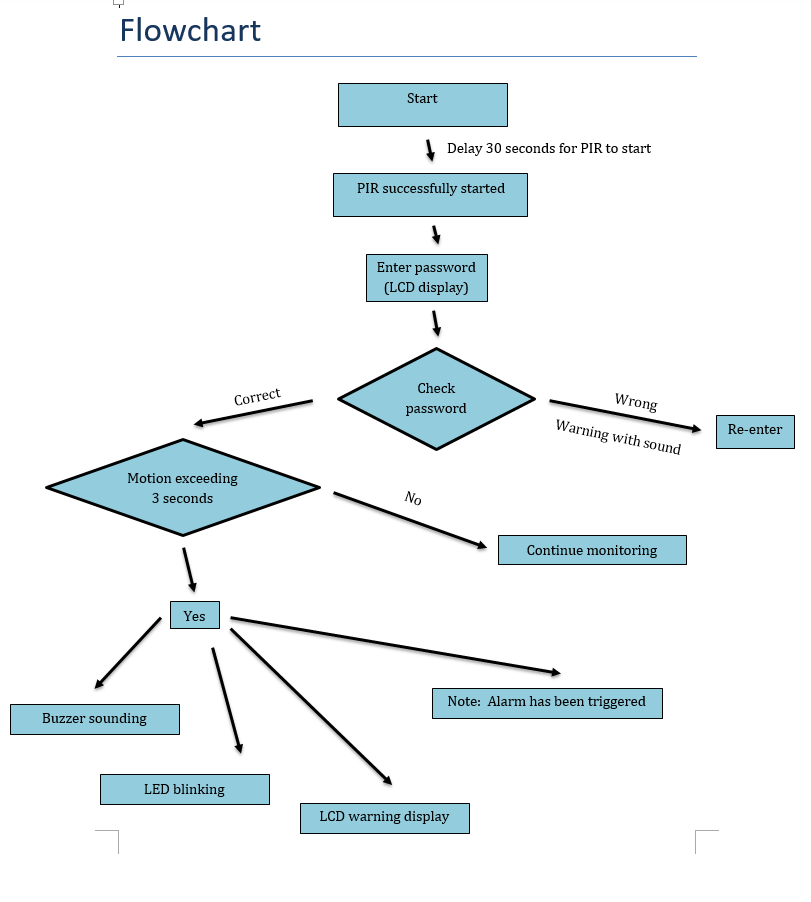 Flowchart
Start
Delay 30 seconds for PIR to start
PIR successfully started
Enter password
(LCD display)
Check
password
Correct
Wrong
Warning with sound
Re-enter
Motion exceeding
3 seconds
No
Continue monitoring
Yes
Note:  Alarm has been triggered
Buzzer sounding
LED blinking
LCD warning display